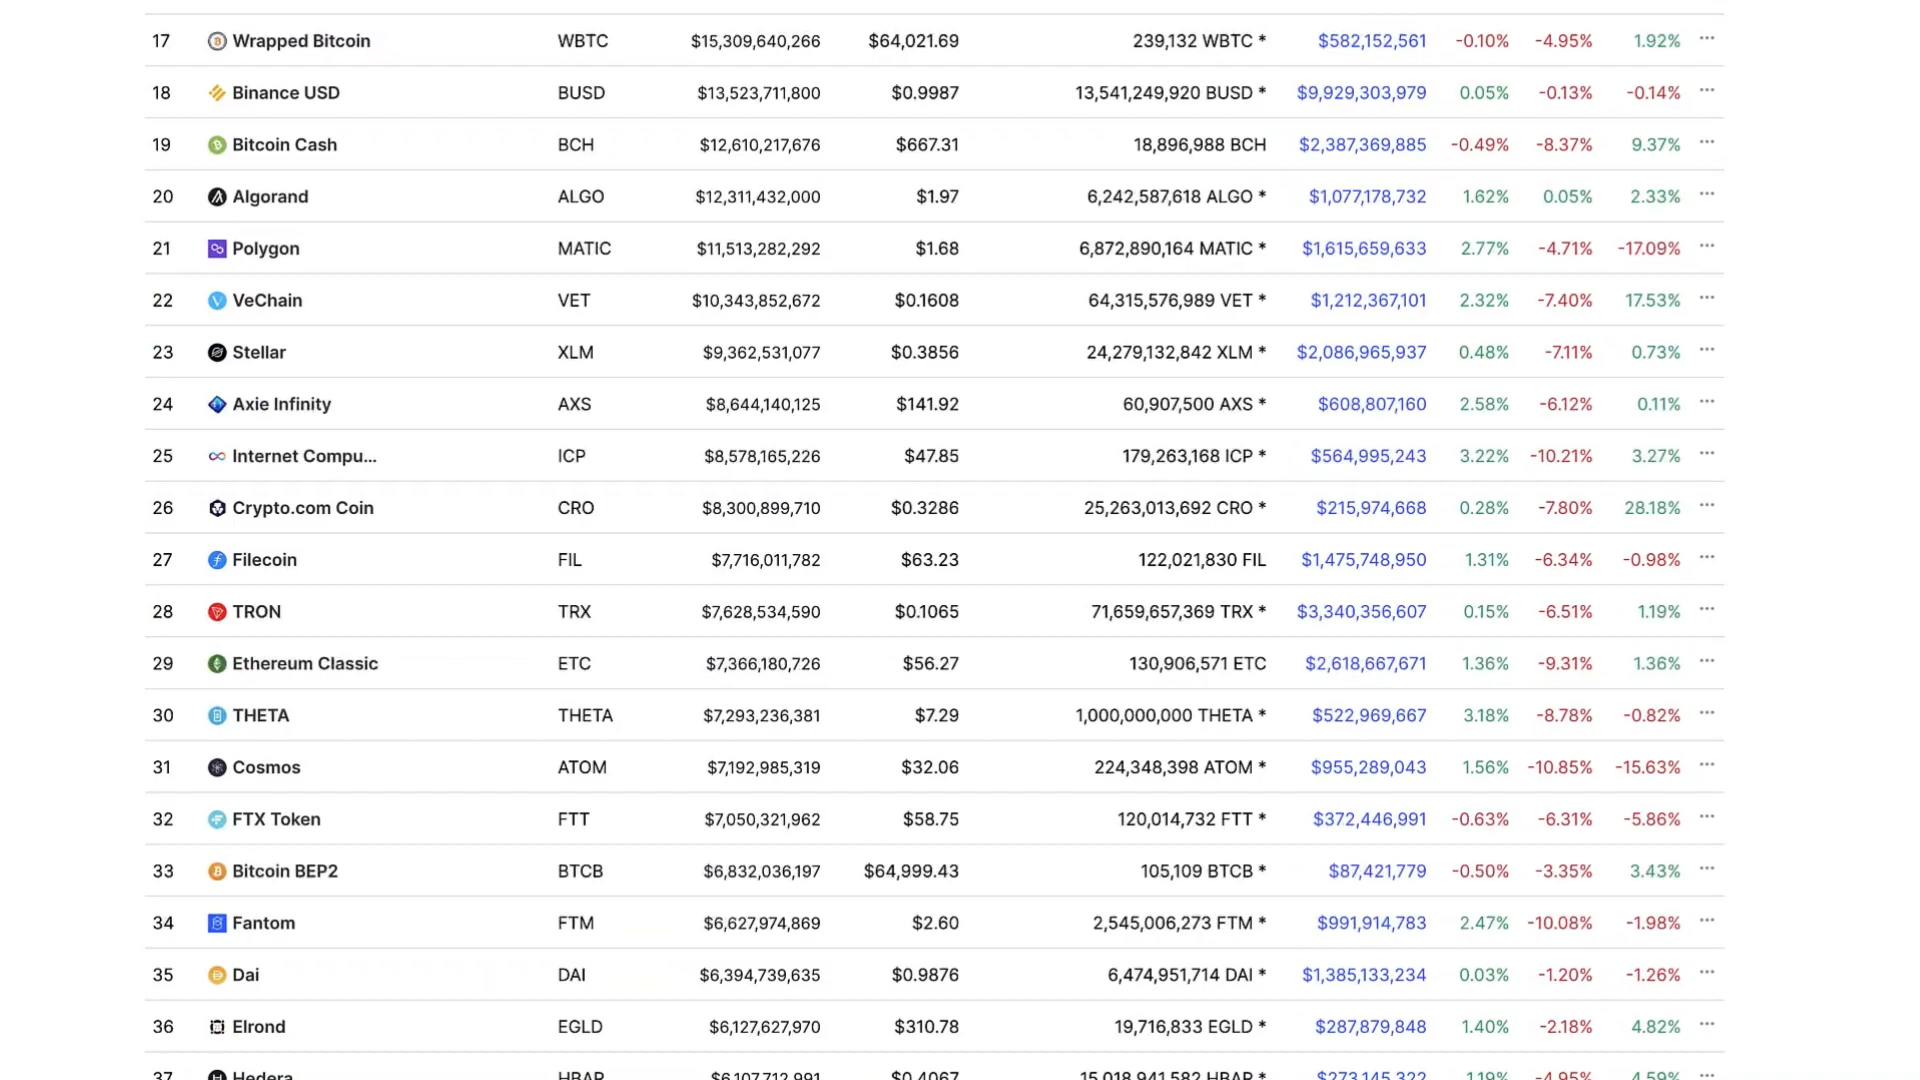 17 Wrapped Bitcoin WBTC $15,309,640,266 $64,021.69 239,132 WBTC * $582,152,561 -0.10% -4.95% 1.92% ...
18 Binance USD BUSD $13,523,711,800 $0.9987 13,541,249,920 BUSD * $9,929,303,979 0.05% -0.13% -0.14% ...
19 Bitcoin Cash BCH $12,610,217,676 $667.31 18,896,988 BCH $2,387,369,885 -0.49% -8.37% 9.37% ...
20 Algorand ALGO $12,311,432,000 $1.97 6,242,587,618 ALGO * $1,077,178,732 1.62% 0.05% 2.33% ...
21 Polygon MATIC $11,513,282,292 $1.68 6,872,890,164 MATIC * $1,615,659,633 2.77% -4.71% -17.09% ...
22 VeChain VET $10,343,852,672 $0.1608 64,315,576,989 VET * $1,212,367,101 2.32% -7.40% 17.53% ...
23 Stellar XLM $9,362,531,077 $0.3856 24,279,132,842 XLM * $2,086,965,937 0.48% -7.11% 0.73% ...
24 Axie Infinity AXS $8,644,140,125 $141.92 60,907,500 AXS * $608,807,160 2.58% -6.12% 0.11% ...
25 Internet Compu... ICP $8,578,165,226 $47.85 179,263,168 ICP * $564,995,243 3.22% -10.21% 3.27% ...
26 Crypto.com Coin CRO $8,300,899,710 $0.3286 25,263,013,692 CRO * $215,974,668 0.28% -7.80% 28.18% ...
27 Filecoin FIL $7,716,011,782 $63.23 122,021,830 FIL $1,475,748,950 1.31% -6.34% -0.98% ...
28 TRON TRX $7,628,534,590 $0.1065 71,659,657,369 TRX * $3,340,356,607 0.15% -6.51% 1.19% ...
29 Ethereum Classic ETC $7,366,180,726 $56.27 130,906,571 ETC $2,618,667,671 1.36% -9.31% 1.36% ...
30 THETA THETA $7,293,236,381 $7.29 1,000,000,000 THETA * $522,969,667 3.18% -8.78% -0.82% ...
31 Cosmos ATOM $7,192,985,319 $32.06 224,348,398 ATOM * $955,289,043 1.56% -10.85% -15.63% ...
32 FTX Token FTT $7,050,321,962 $58.75 120,014,732 FTT * $372,446,991 -0.63% -6.31% -5.86% ...
33 Bitcoin BEP2 BTCB $6,832,036,197 $64,999.43 105,109 BTCB * $87,421,779 -0.50% -3.35% 3.43% ...
34 Fantom FTM $6,627,974,869 $2.60 2,545,006,273 FTM * $991,914,783 2.47% -10.08% -1.98% ...
35 Dai DAI $6,394,739,635 $0.9876 6,474,951,714 DAI * $1,385,133,234 0.03% -1.20% -1.26% ...
36 Elrond EGLD $6,127,627,970 $310.78 19,716,833 EGLD * $287,879,848 1.40% -2.18% 4.82% ...
37 Hedera HBAR $6,107,712,991 $0.4067 15,018,941,582 HBAR * $273,145,322 1.19% -4.95% 4.59% ...